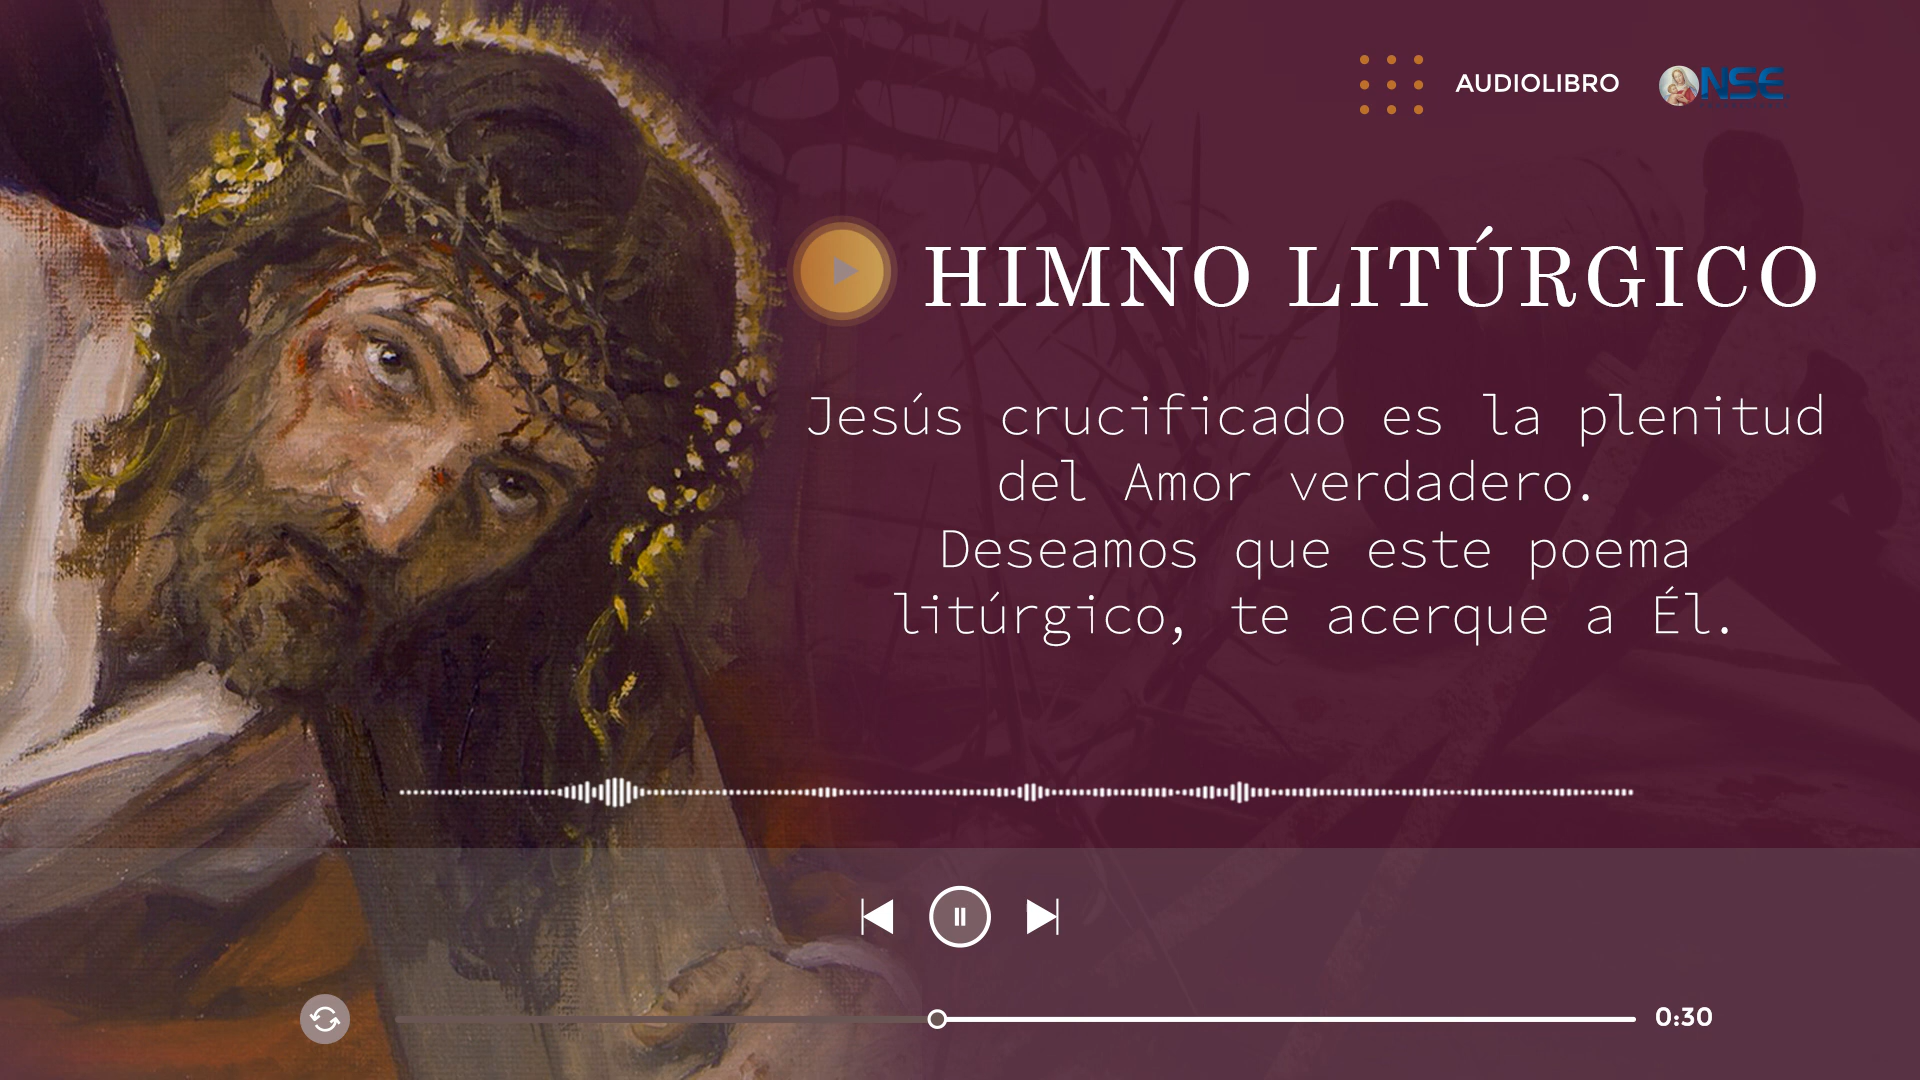 AUDIOLIBRO
NSE
HIMNO LITÚRGICO
Jesús crucificado es la plenitud
del Amor verdadero.
Deseamos que este poema
litúrgico, te acerque a Él.
0:30